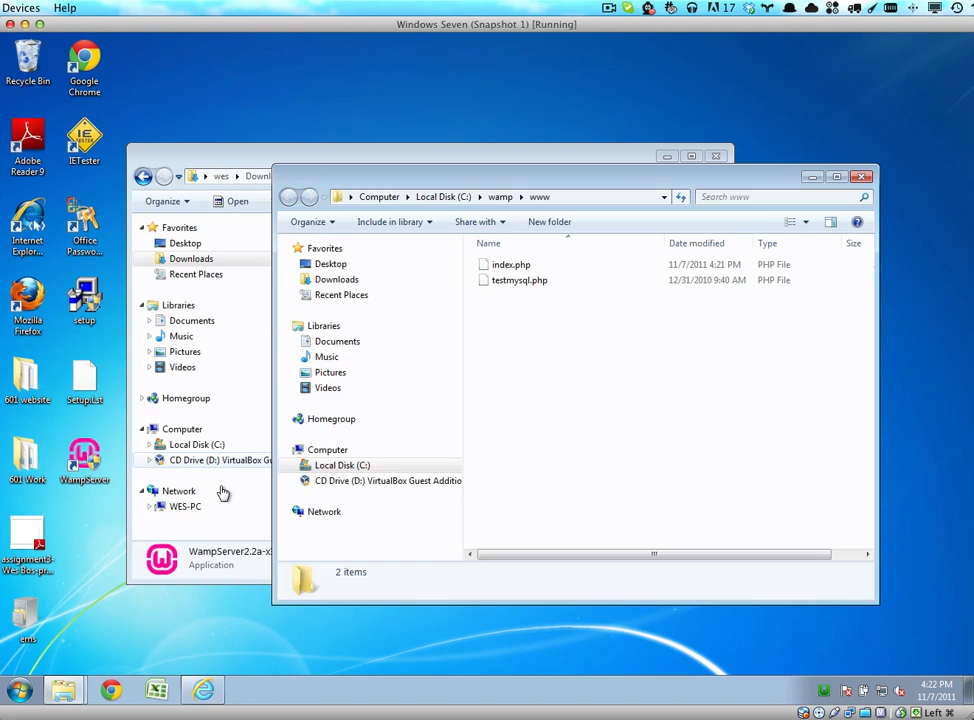 Devices Help
17
Windows Seven (Snapshot 1) [Running]
Recycle Bin
Google Chrome
Adobe Reader 9
IETester
Internet Explor...
Office Passwo...
Mozilla Firefox
setup
601 website
Setup.Lst
601 Work
WampServer
assignment3-
Wes Bos-pr...
ems
wes
Downl
Organize
Open
Favorites
Desktop
Downloads
Recent Places
Libraries
Documents
Music
Pictures
Videos
Homegroup
Computer
Local Disk (C:)
CD Drive (D:) VirtualBox Gu
Network
WES-PC
WampServer2.2a-x
Application
Computer
Local Disk (C:)
wamp
www
Search www
Organize
Include in library
Share with
New folder
Favorites
Desktop
Downloads
Recent Places
Libraries
Documents
Music
Pictures
Videos
Homegroup
Computer
Local Disk (C:)
CD Drive (D:) VirtualBox Guest Additio
Network
Name Date modified Type Size
index.php 11/7/2011 4:21 PM PHP File
testmysql.php 12/31/2010 9:40 AM PHP File
2 items
4:22 PM
11/7/2011
Left ⌘